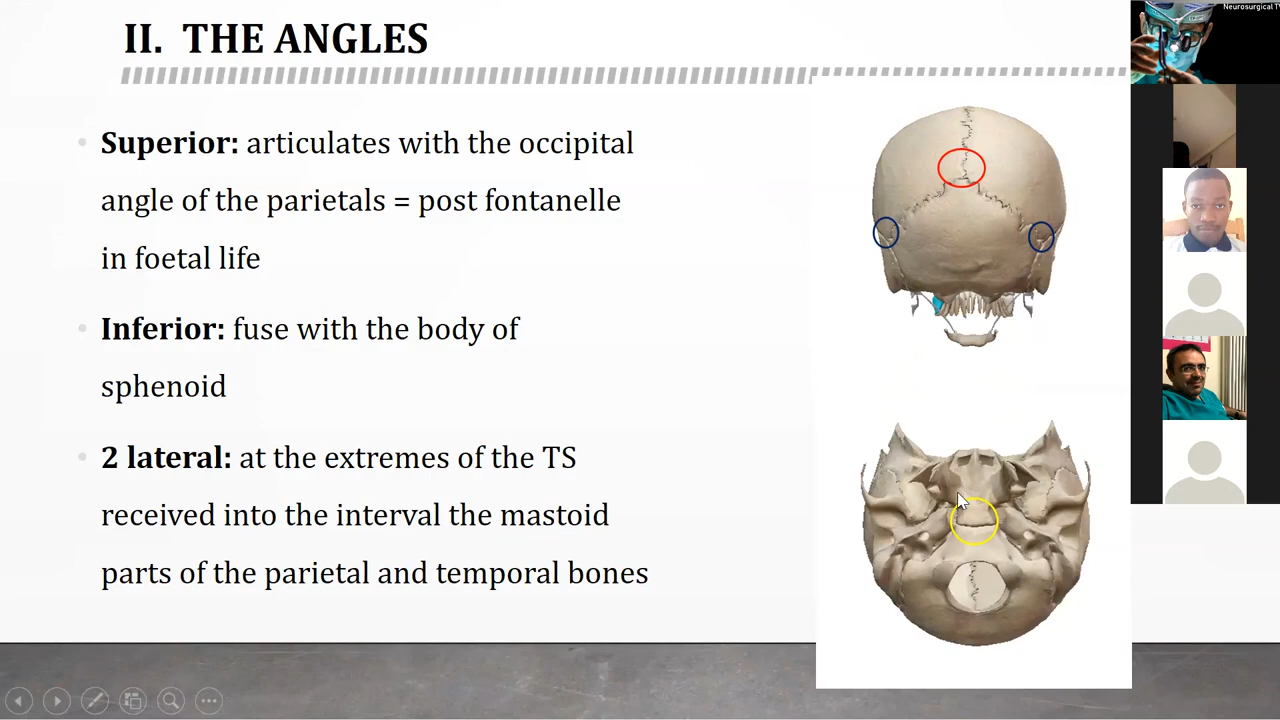 Neurosurgical
II. THE ANGLES
Superior: articulates with the occipital
angle of the parietals = post fontanelle
in foetal life
Inferior: fuse with the body of
sphenoid
2 lateral: at the extremes of the TS
received into the interval the mastoid
parts of the parietal and temporal bones